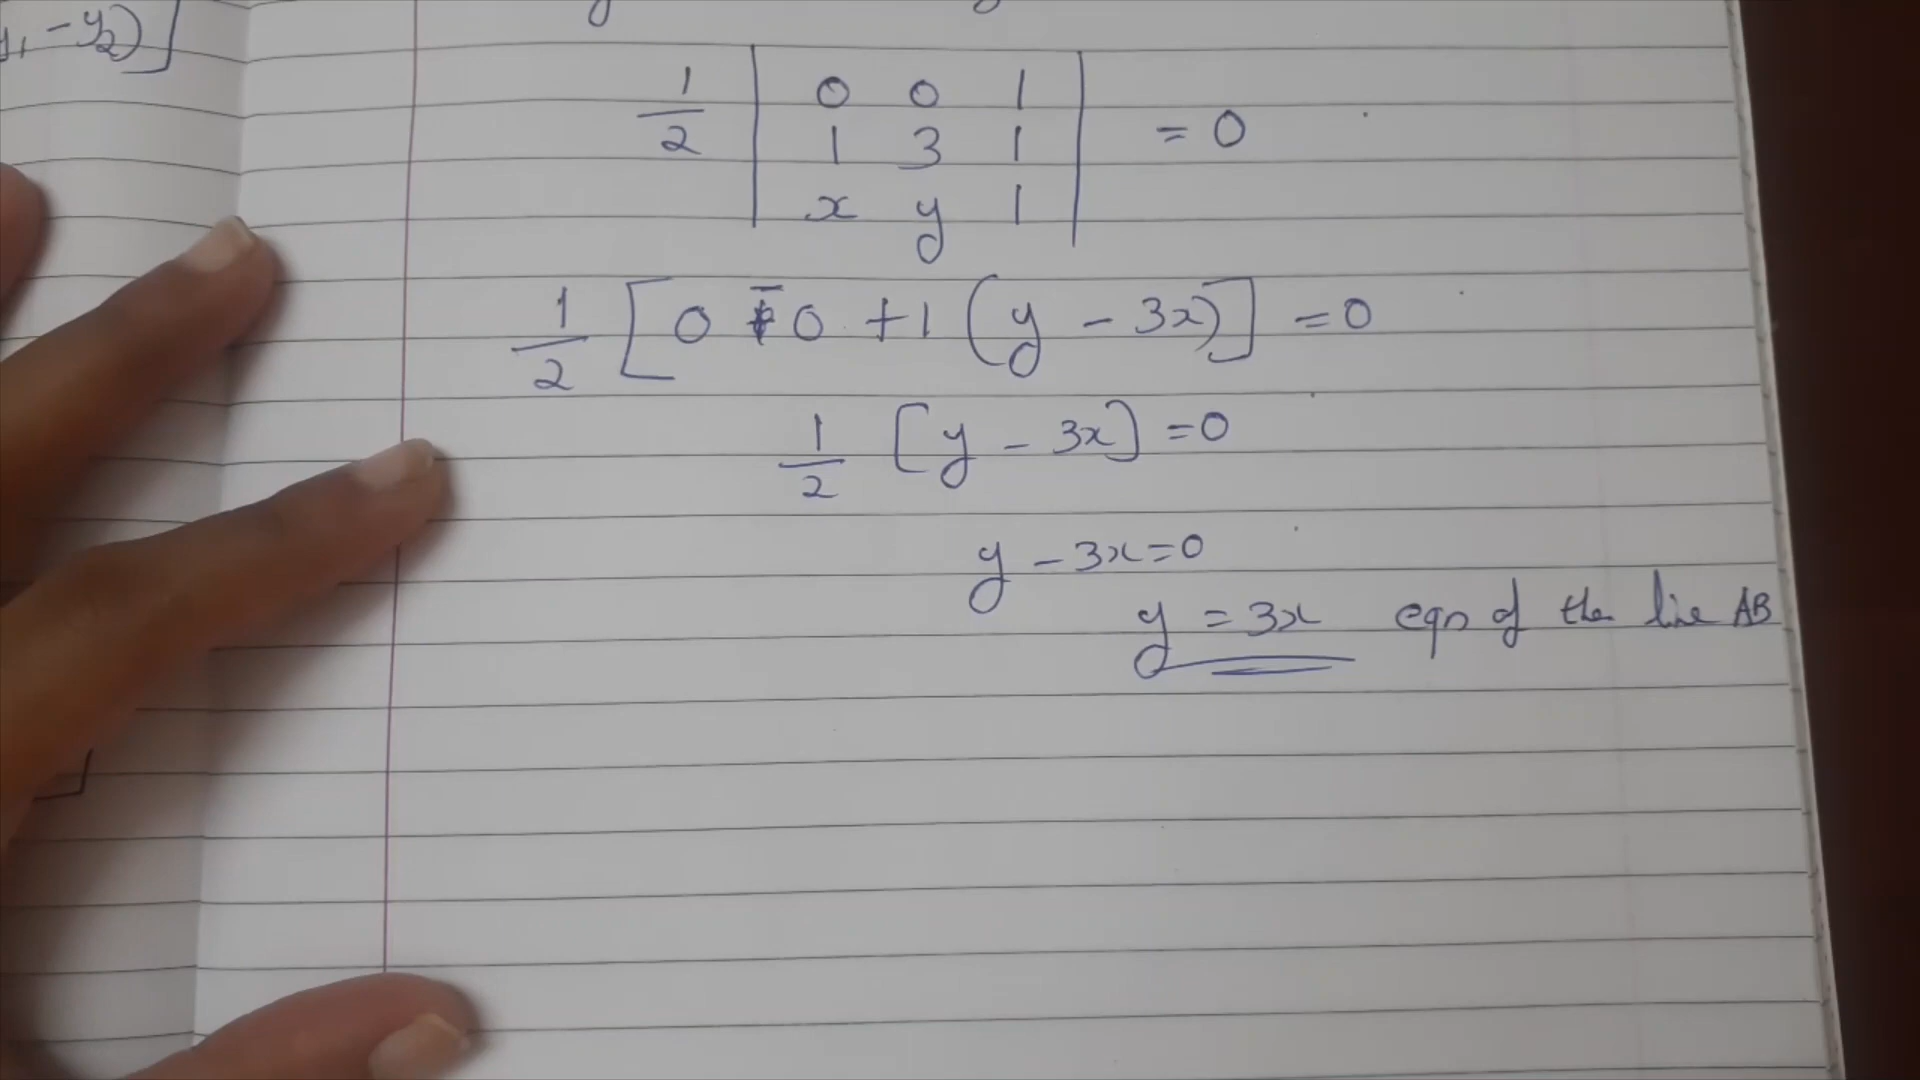 y₁ - y₂)]
1/2 | 0 0 1 |
| 1 3 1 | = 0
| x y 1 |
1/2 [0 - 0 + 1 (y - 3x)] = 0
1/2 [y - 3x] = 0
y - 3x = 0
y = 3x eqn of the line AB